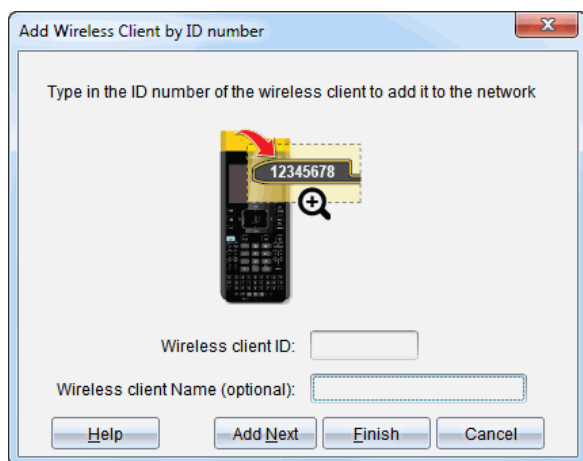 Add Wireless Client by ID number
Type in the ID number of the wireless client to add it to the network
12345678
Wireless client ID:
Wireless client Name (optional):
Help Add Next Finish Cancel